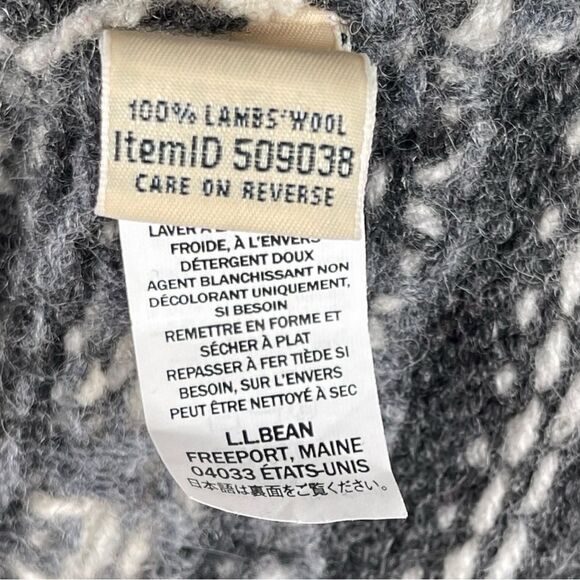 100% LAMBS' WOOL
ItemID 509038
CARE ON REVERSE
LAVER À
FROIDE, À L'ENVERS
DÉTERGENT DOUX
AGENT BLANCHISSANT NON
DÉCOLORANT UNIQUEMENT,
SI BESOIN
REMETTRE EN FORME ET
SÉCHER À PLAT
REPASSER À FER TIÈDE SI
BESOIN, SUR L'ENVERS
PEUT ÊTRE NETTOYÉ À SEC
L.L.BEAN
FREEPORT, MAINE
04033 ÉTATS-UNIS
日本語は裏面をご覧ください。